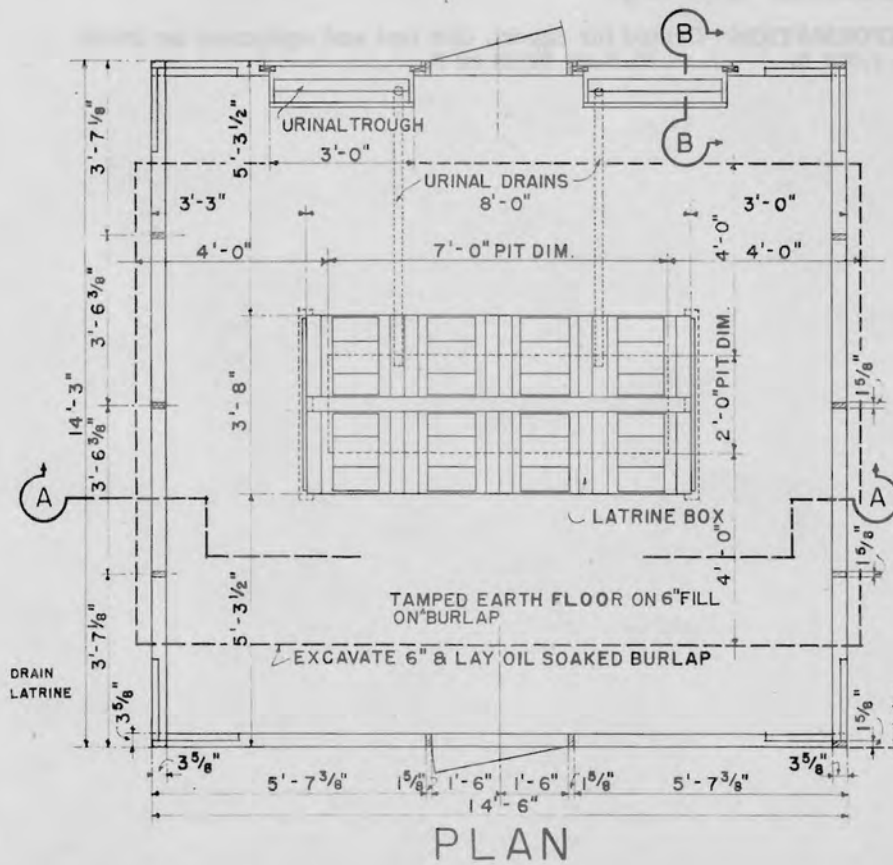 B
B
3'-7 1/8"
5'-3 1/2"
URINAL TROUGH
3'-0"
URINAL DRAINS
8'-0"
3'-3"
3'-0"
4'-0"
7'-0" PIT DIM.
4'-0"
4'-0"
3'-6 3/8"
14'-3"
3'-8"
2'-0" PIT DIM.
1 5/8"
3'-6 3/8"
A
A
LATRINE BOX
1 5/8"
4'-0"
5'-3 1/2"
TAMPED EARTH FLOOR ON 6" FILL
ON BURLAP
3'-7 1/8"
EXCAVATE 6" & LAY OIL SOAKED BURLAP
DRAIN
LATRINE
3 5/8"
1 5/8"
3 5/8"
3 5/8"
5'-7 3/8"
1 5/8"
1'-6"
1'-6"
1 5/8"
5'-7 3/8"
14'-6"
PLAN